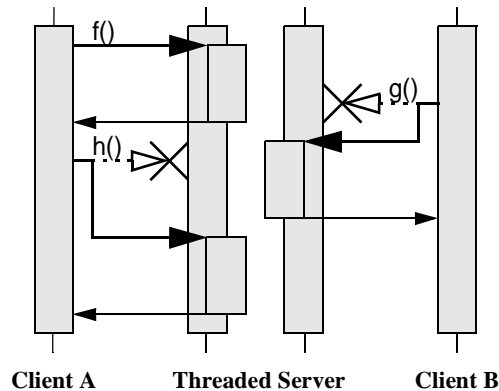 f()
g()
h()
Client A Threaded Server Client B